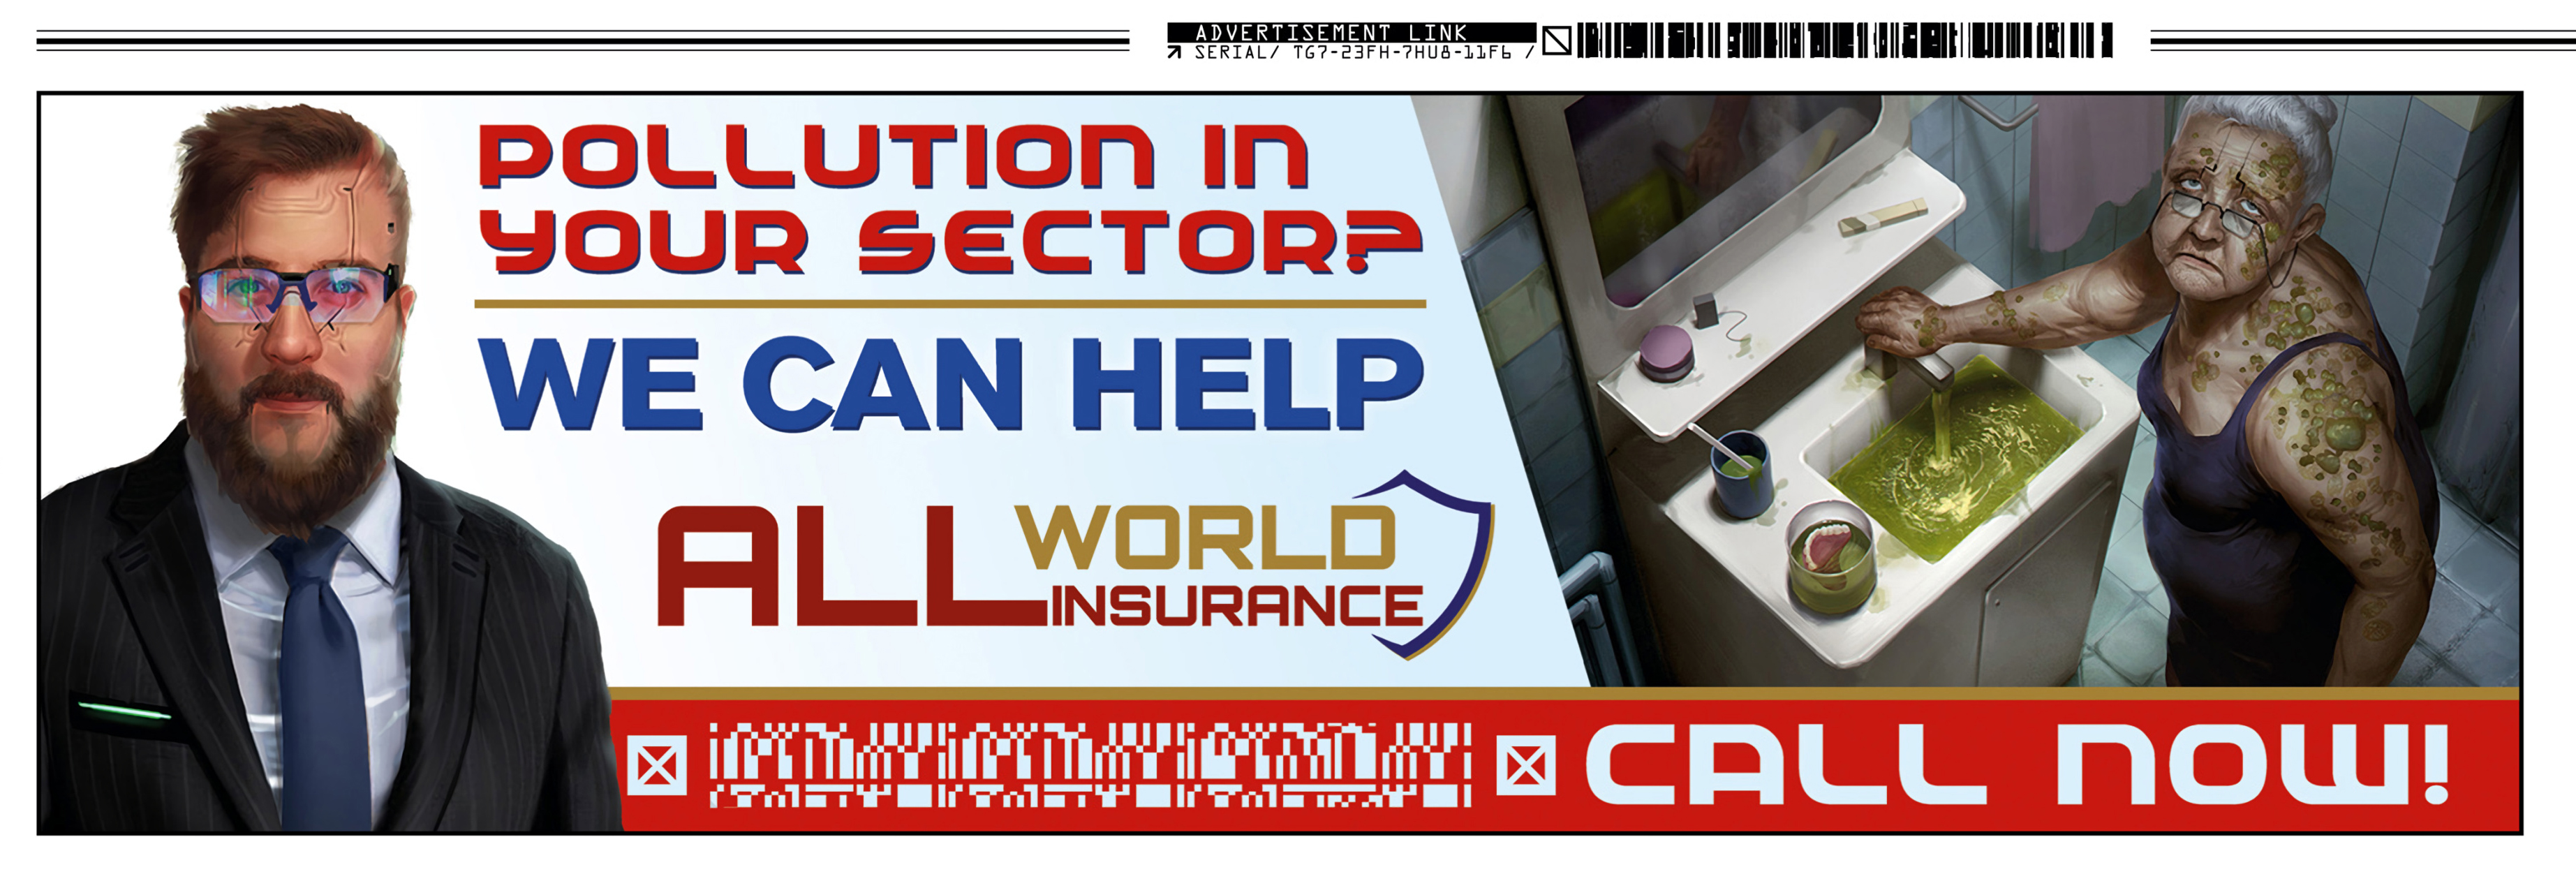 ADVERTISEMENT LINK
SERIAL/ TG7-23FH-7HU8-11F6 /
POLLUTION IN
YOUR SECTOR?
WE CAN HELP
ALL WORLD
INSURANCE
CALL NOW!